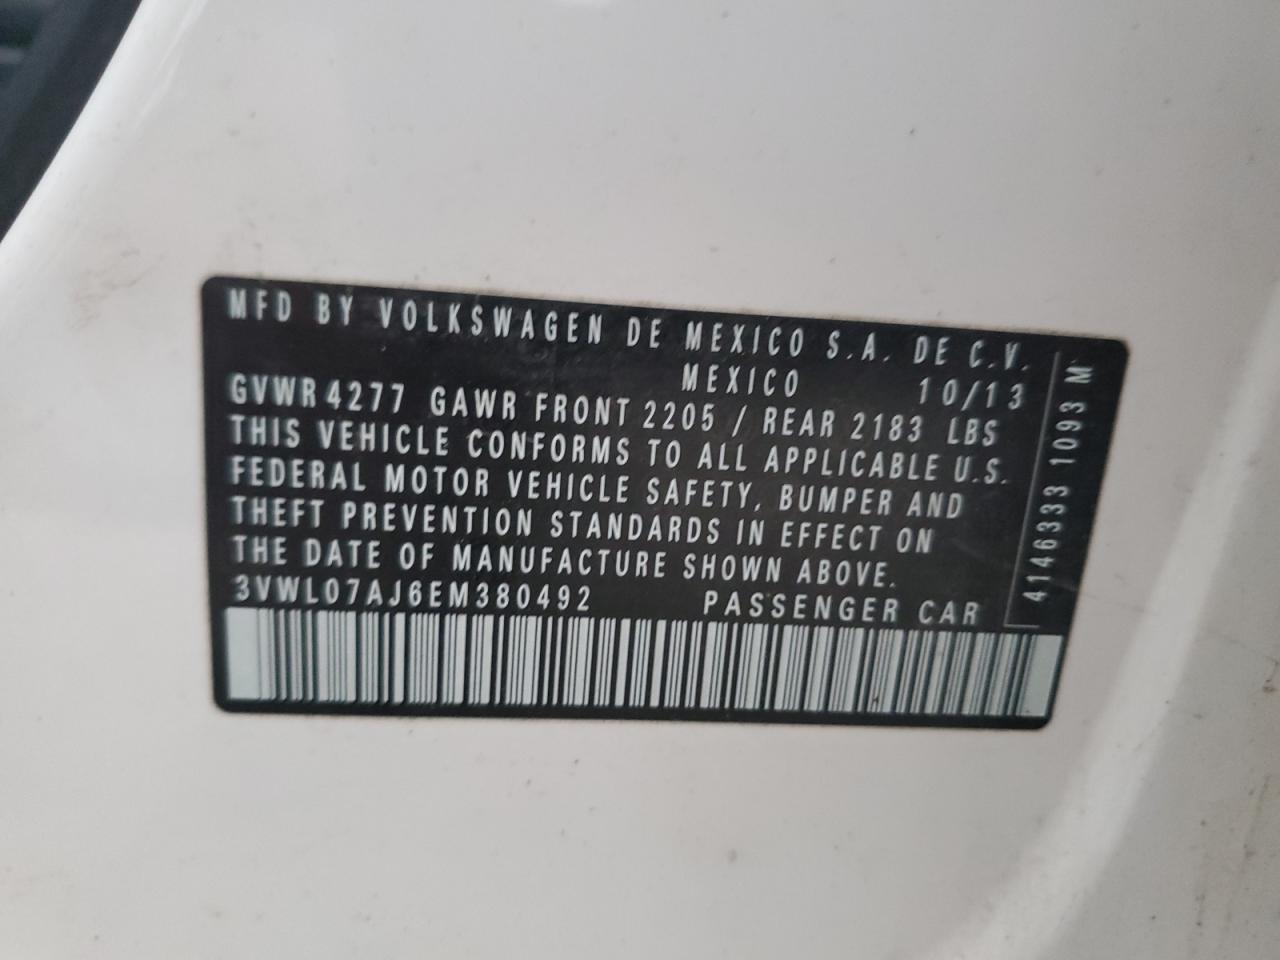 MFD BY VOLKSWAGEN DE MEXICO S.A. DE C.V.
MEXICO 10/13
GVWR 4277 GAWR FRONT 2205 / REAR 2183 LBS
THIS VEHICLE CONFORMS TO ALL APPLICABLE U.S.
FEDERAL MOTOR VEHICLE SAFETY, BUMPER AND
THEFT PREVENTION STANDARDS IN EFFECT ON
THE DATE OF MANUFACTURE SHOWN ABOVE.
3VWL07AJ6EM380492 PASSENGER CAR
4146333 1093 M